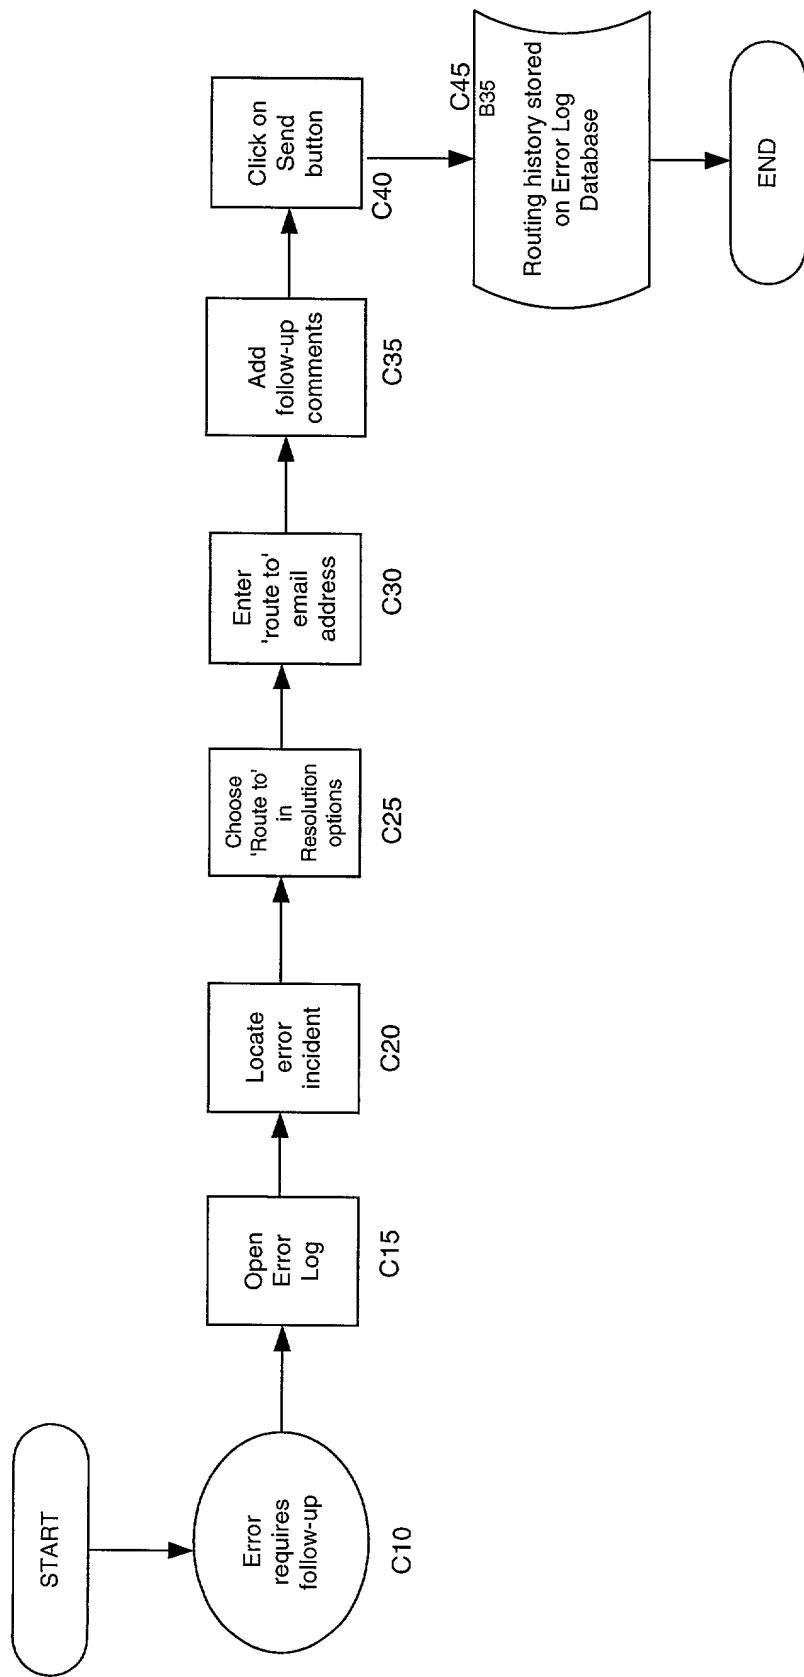 START
Error
requires
follow-up
C10
Open
Error
Log
C15
Locate
error
incident
C20
Choose
'Route to'
in
Resolution
options
C25
Enter
'route to'
email
address
C30
Add
follow-up
comments
C35
Click on
Send
button
C40
C45
B35
Routing history stored
on Error Log
Database
END